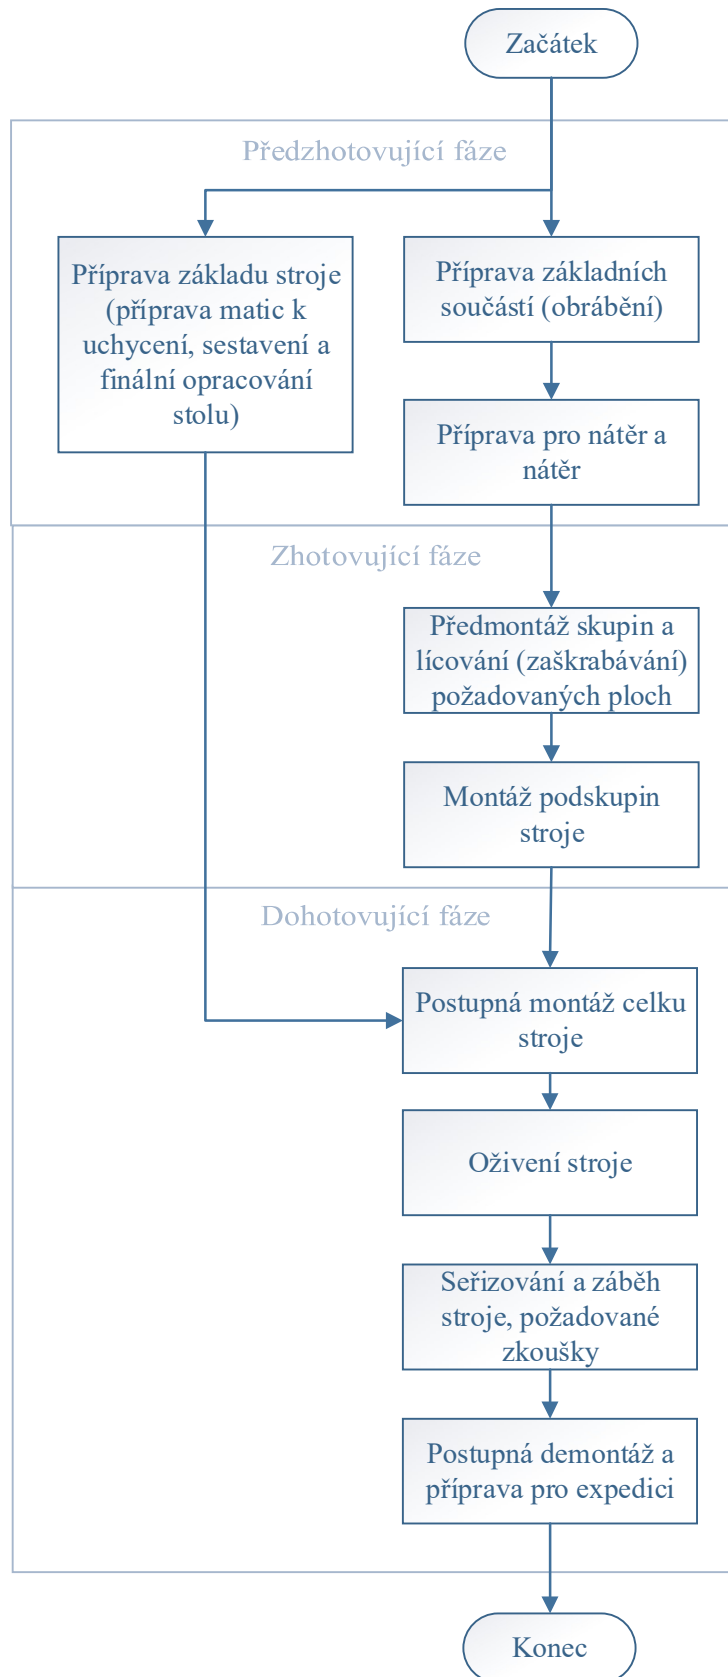 Začátek
Předzhotovující fáze
Příprava základu stroje
(příprava matic k
uchycení, sestavení a
finální opracování
stolu)
Příprava základních
součástí (obrábění)
Příprava pro nátěr a
nátěr
Zhotovující fáze
Předmontáž skupin a
lícování (zaškrabávání)
požadovaných ploch
Montáž podskupin
stroje
Dohotovující fáze
Postupná montáž celku
stroje
Oživení stroje
Seřizování a záběh
stroje, požadované
zkoušky
Postupná demontáž a
příprava pro expedici
Konec